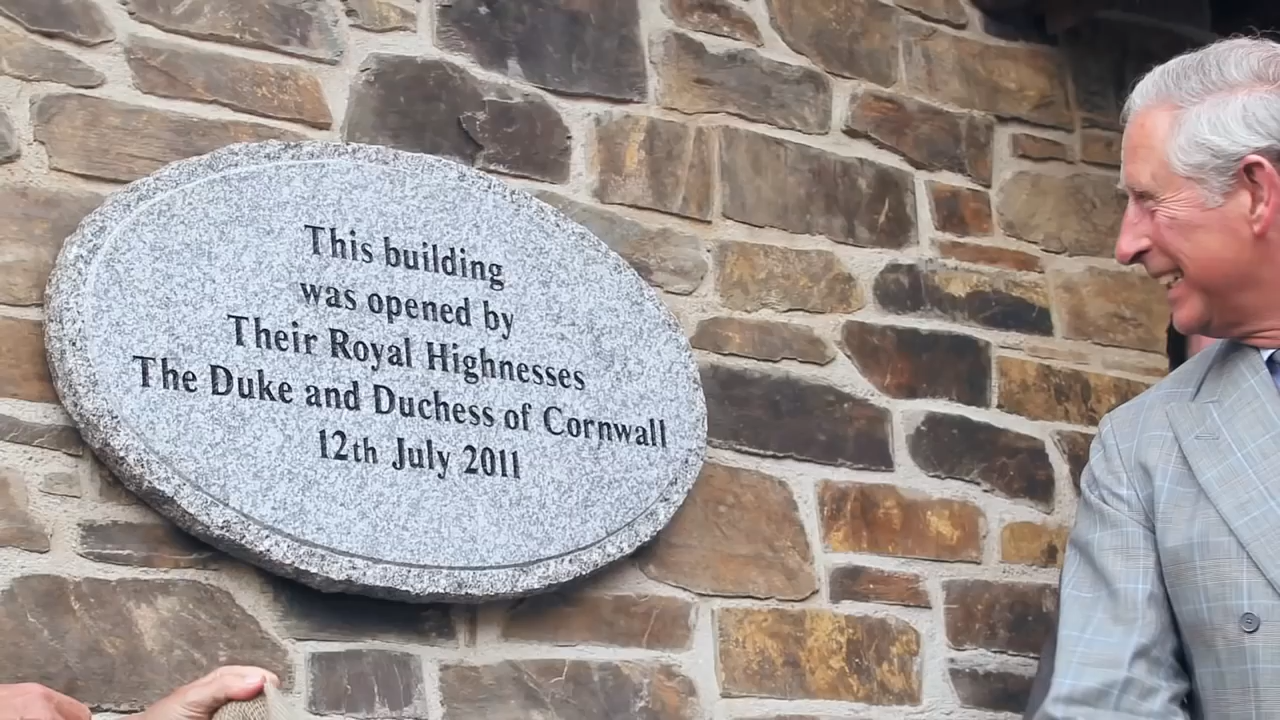 This building
was opened by
Their Royal Highnesses
The Duke and Duchess of Cornwall
12th July 2011